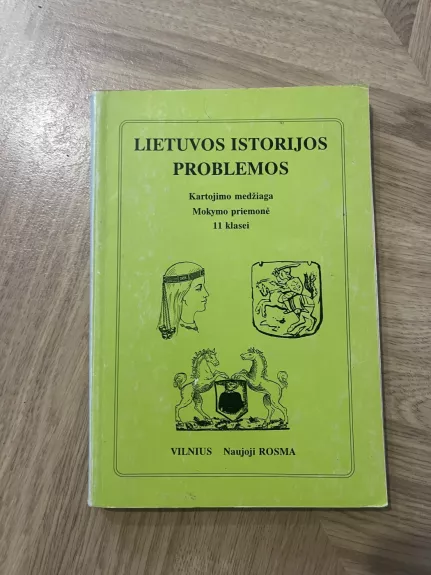 LIETUVOS ISTORIJOS
PROBLEMOS
Kartojimo medžiaga
Mokymo priemonė
11 klasei
VILNIUS Naujoji ROSMA